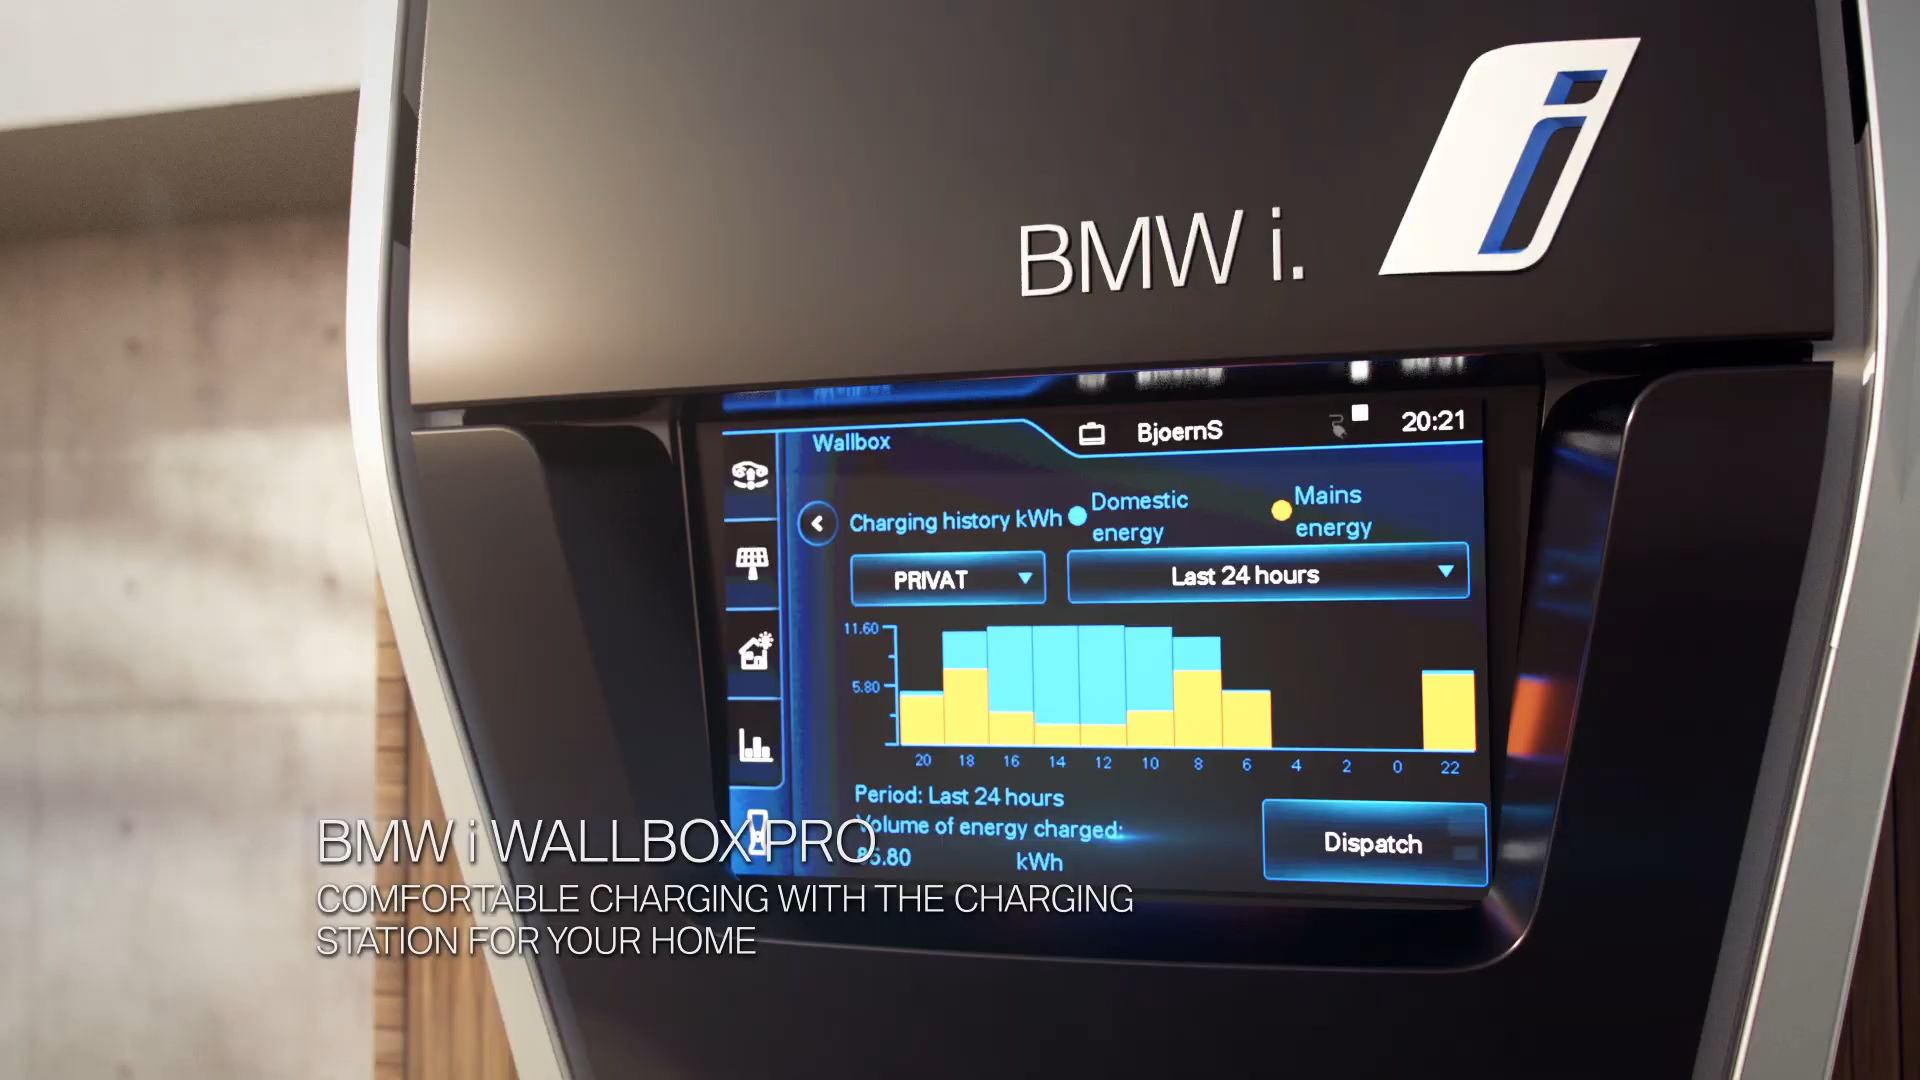 BMW i.
i
BjoernS
20:21
Wallbox
Charging history kWh
Domestic
energy
Mains
energy
PRIVAT
Last 24 hours
11.60
5.80
20 18 16 14 12 10 8 6 4 2 0 22
Period: Last 24 hours
Volume of energy charged:
kWh
Dispatch
BMW i WALLBOX PRO
COMFORTABLE CHARGING WITH THE CHARGING
STATION FOR YOUR HOME